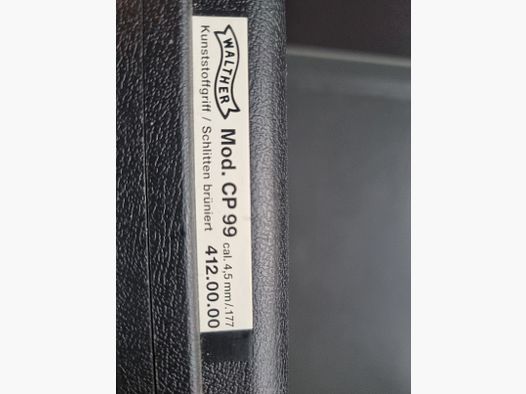 WALTHER
Mod. CP 99 cal. 4,5 mm/.177
Kunststoffgriff / Schlitten brüniert 412.00.00